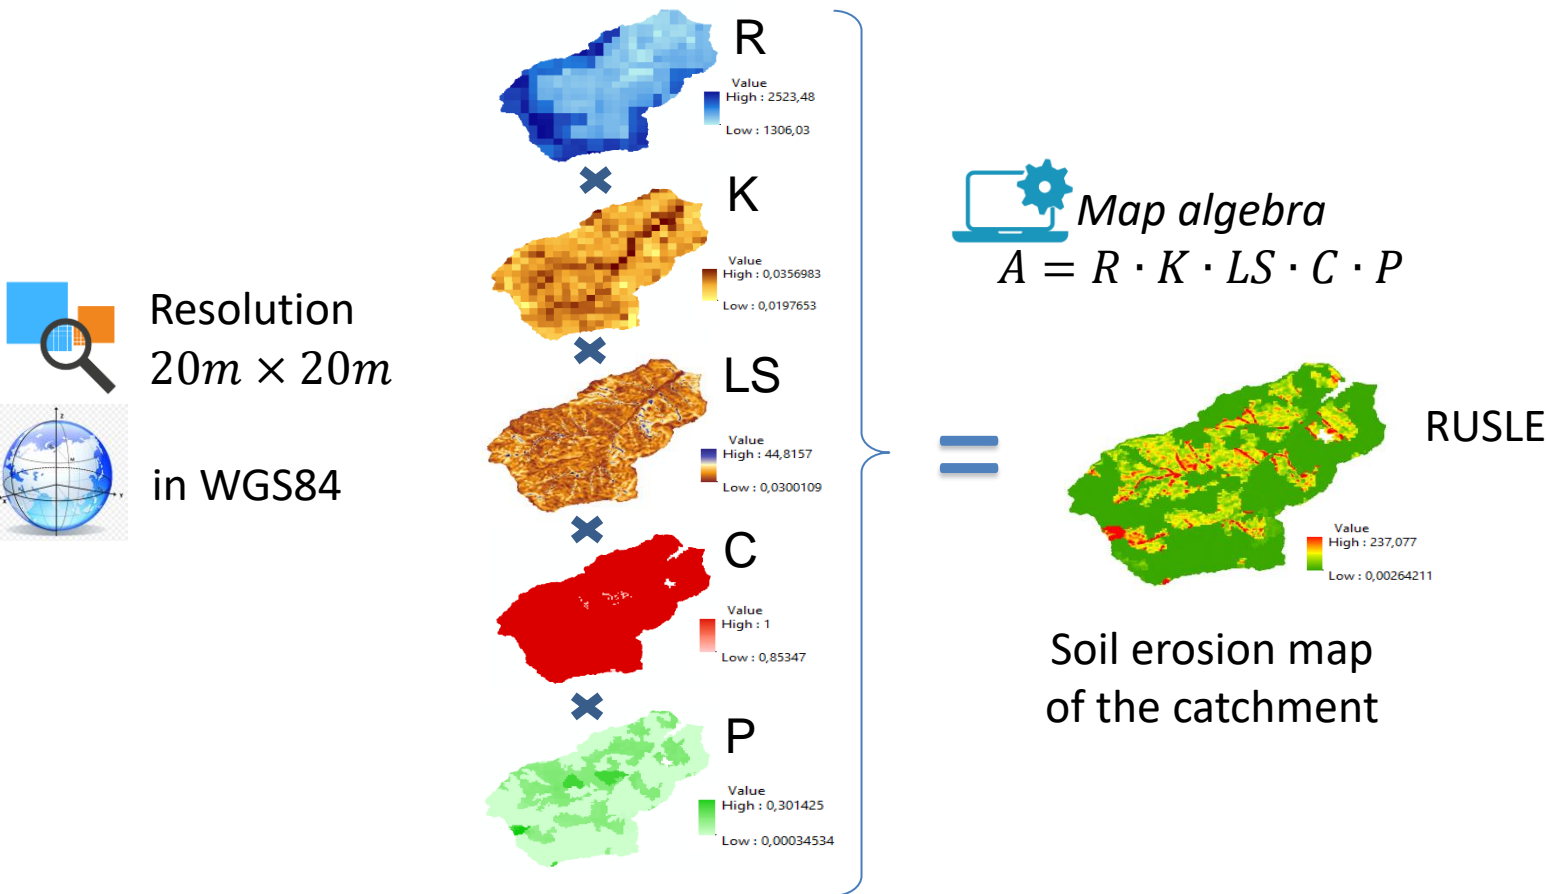 Resolution
20m × 20m
in WGS84
R
Value
High : 2523,48
Low : 1306,03
K
Value
High : 0,0356983
Low : 0,0197653
LS
Value
High : 44,8157
Low : 0,0300109
C
Value
High : 1
Low : 0,85347
P
Value
High : 0,301425
Low : 0,00034534
Map algebra
A = R · K · LS · C · P
RUSLE
Value
High : 237,077
Low : 0,00264211
Soil erosion map
of the catchment